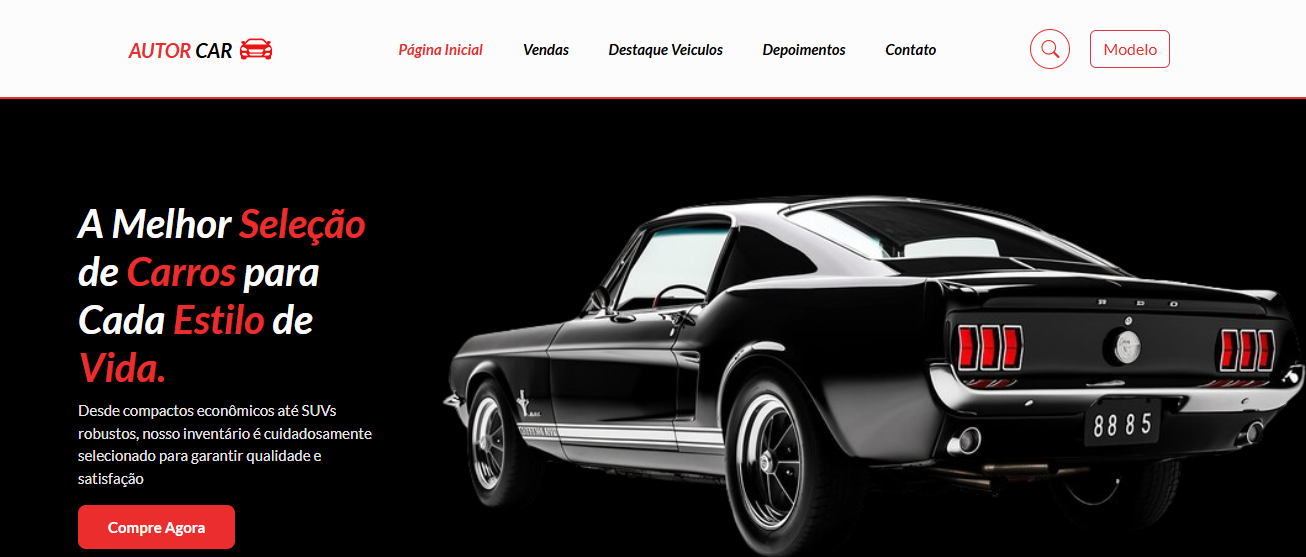 AUTOR CAR
Página Inicial
Vendas
Destaque Veiculos
Depoimentos
Contato
Modelo
A Melhor Seleção
de Carros para
Cada Estilo de
Vida.
Desde compactos econômicos até SUVs
robustos, nosso inventário é cuidadosamente
selecionado para garantir qualidade e
satisfação
Compre Agora
8885